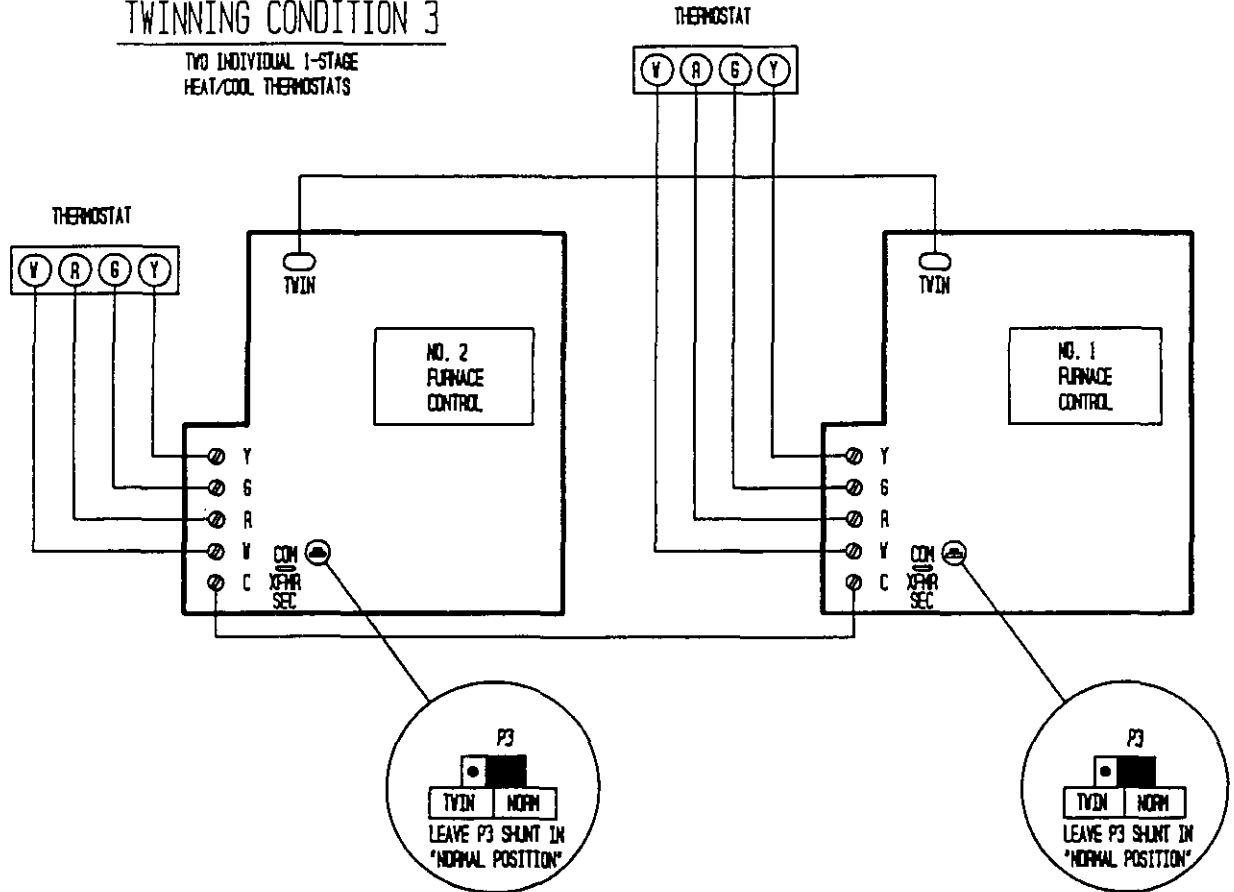 TWINNING CONDITION 3
TWO INDIVIDUAL 1-STAGE
HEAT/COOL THERMOSTATS
THERMOSTAT
W R G Y
THERMOSTAT
W R G Y
TWIN
NO. 2
FURNACE
CONTROL
Y
G
R
W
C
COM
XFMR
SEC
TWIN
NO. 1
FURNACE
CONTROL
Y
G
R
W
C
COM
XFMR
SEC
P3
TWIN NORM
LEAVE P3 SHUNT IN
"NORMAL POSITION"
P3
TWIN NORM
LEAVE P3 SHUNT IN
"NORMAL POSITION"